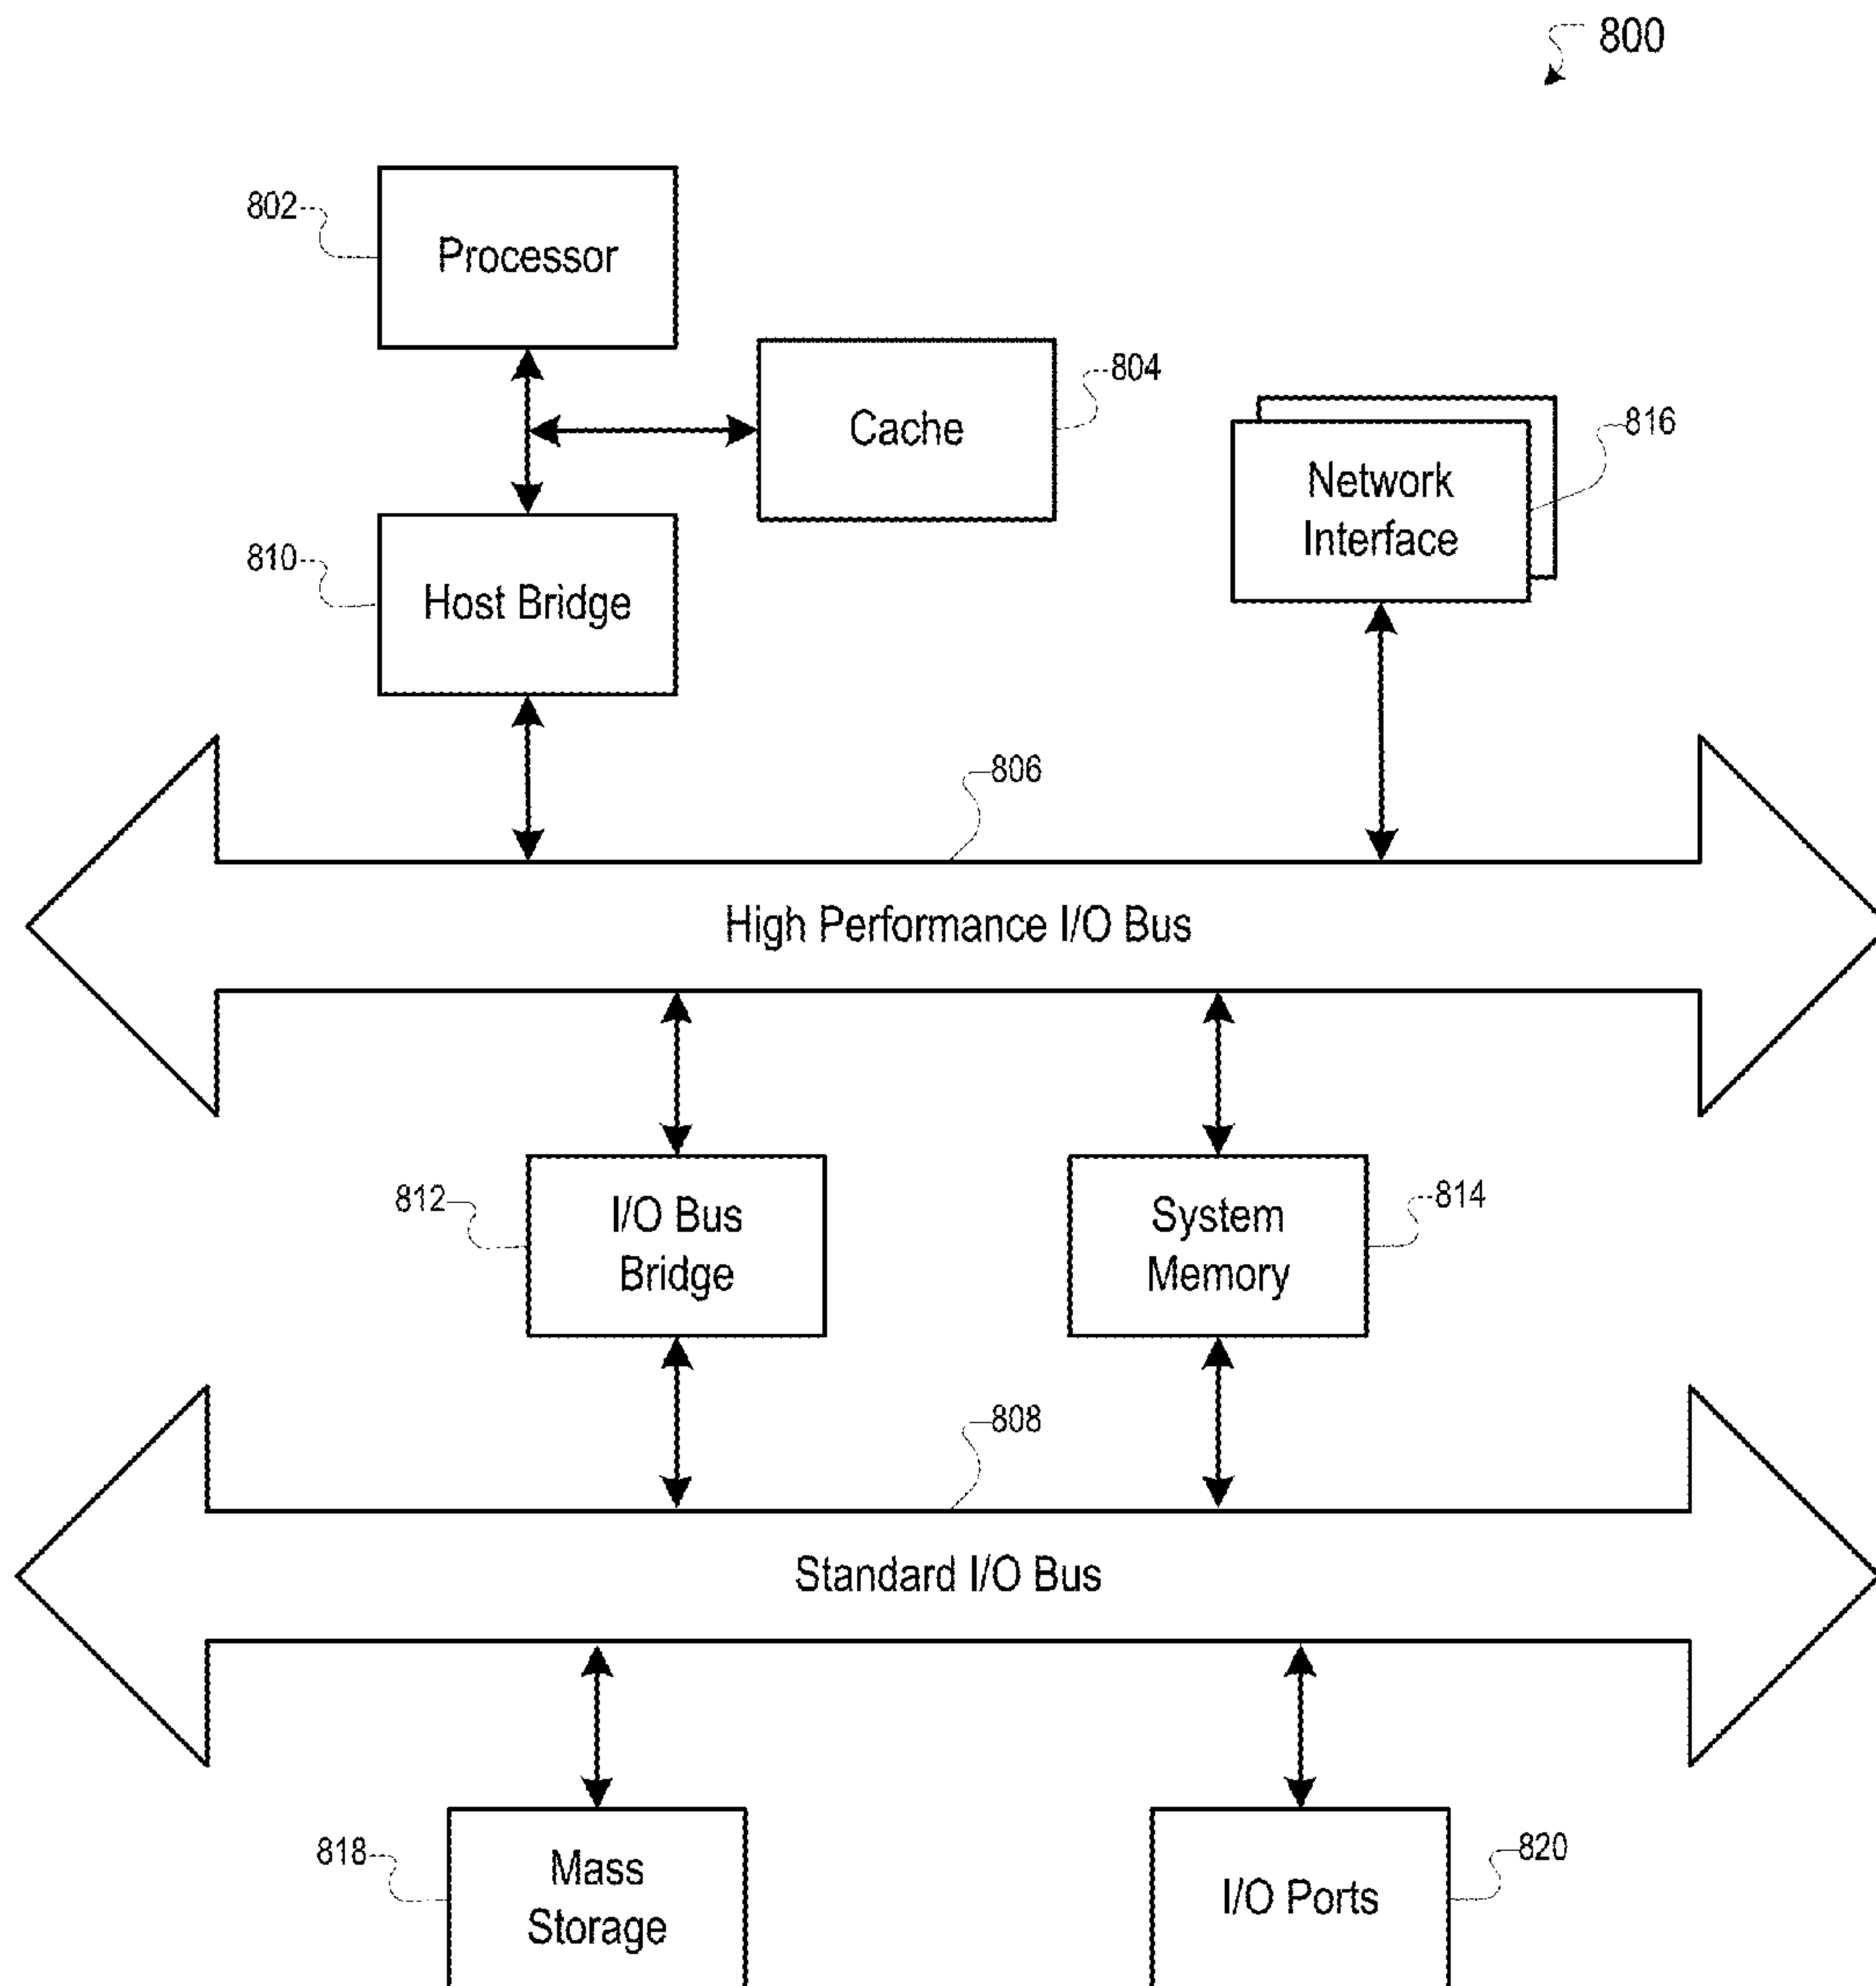 800
802
Processor
804
Cache
816
Network
Interface
810
Host Bridge
806
High Performance I/O Bus
812
I/O Bus
Bridge
814
System
Memory
808
Standard I/O Bus
818
Mass
Storage
820
I/O Ports